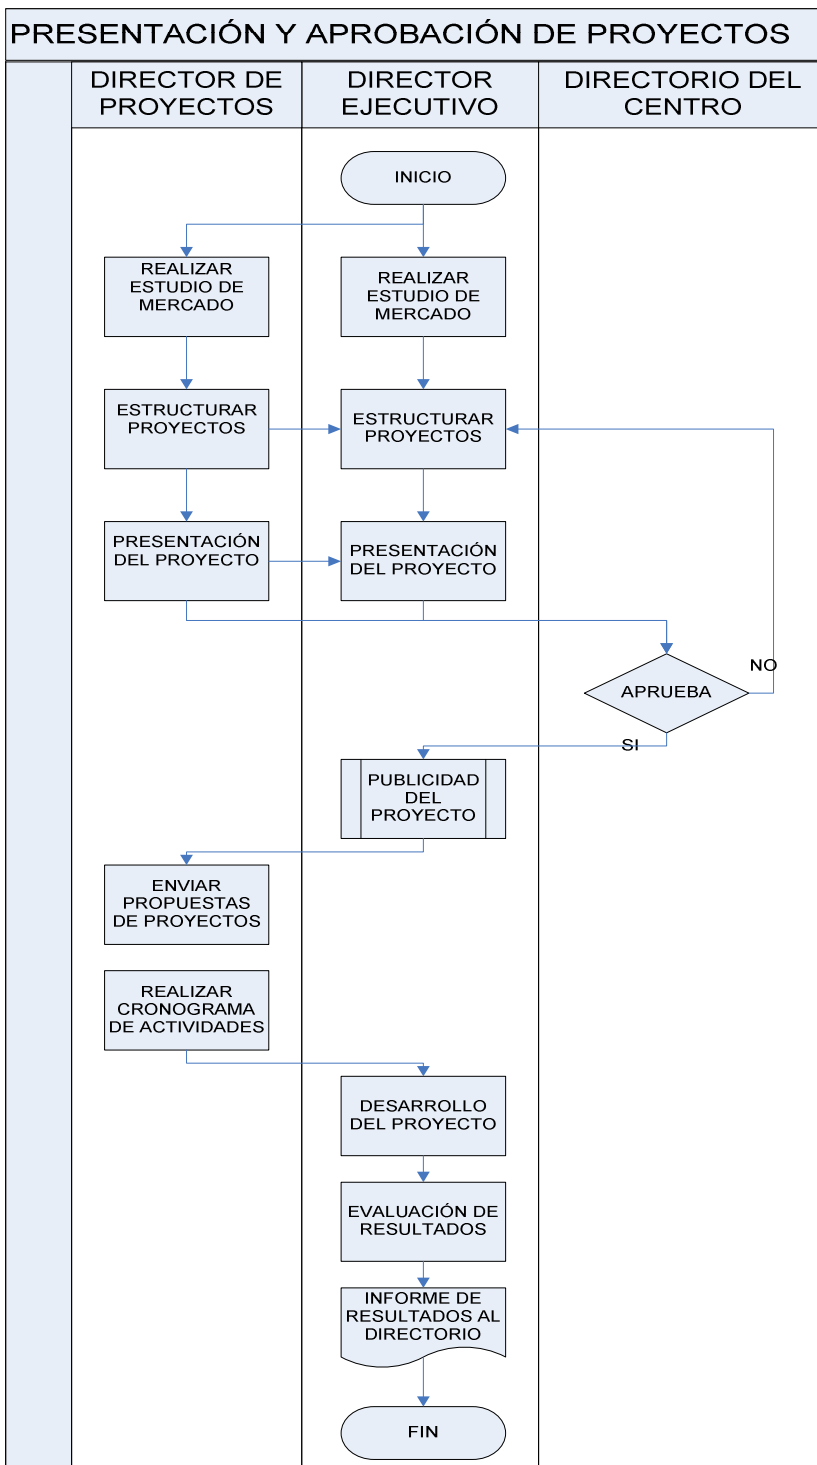 PRESENTACIÓN Y APROBACIÓN DE PROYECTOS
DIRECTOR DE
PROYECTOS
DIRECTOR
EJECUTIVO
DIRECTORIO DEL
CENTRO
INICIO
REALIZAR
ESTUDIO DE
MERCADO
REALIZAR
ESTUDIO DE
MERCADO
ESTRUCTURAR
PROYECTOS
ESTRUCTURAR
PROYECTOS
PRESENTACIÓN
DEL PROYECTO
PRESENTACIÓN
DEL PROYECTO
APRUEBA
NO
SI
PUBLICIDAD
DEL
PROYECTO
ENVIAR
PROPUESTAS
DE PROYECTOS
REALIZAR
CRONOGRAMA
DE ACTIVIDADES
DESARROLLO
DEL PROYECTO
EVALUACIÓN DE
RESULTADOS
INFORME DE
RESULTADOS AL
DIRECTORIO
FIN